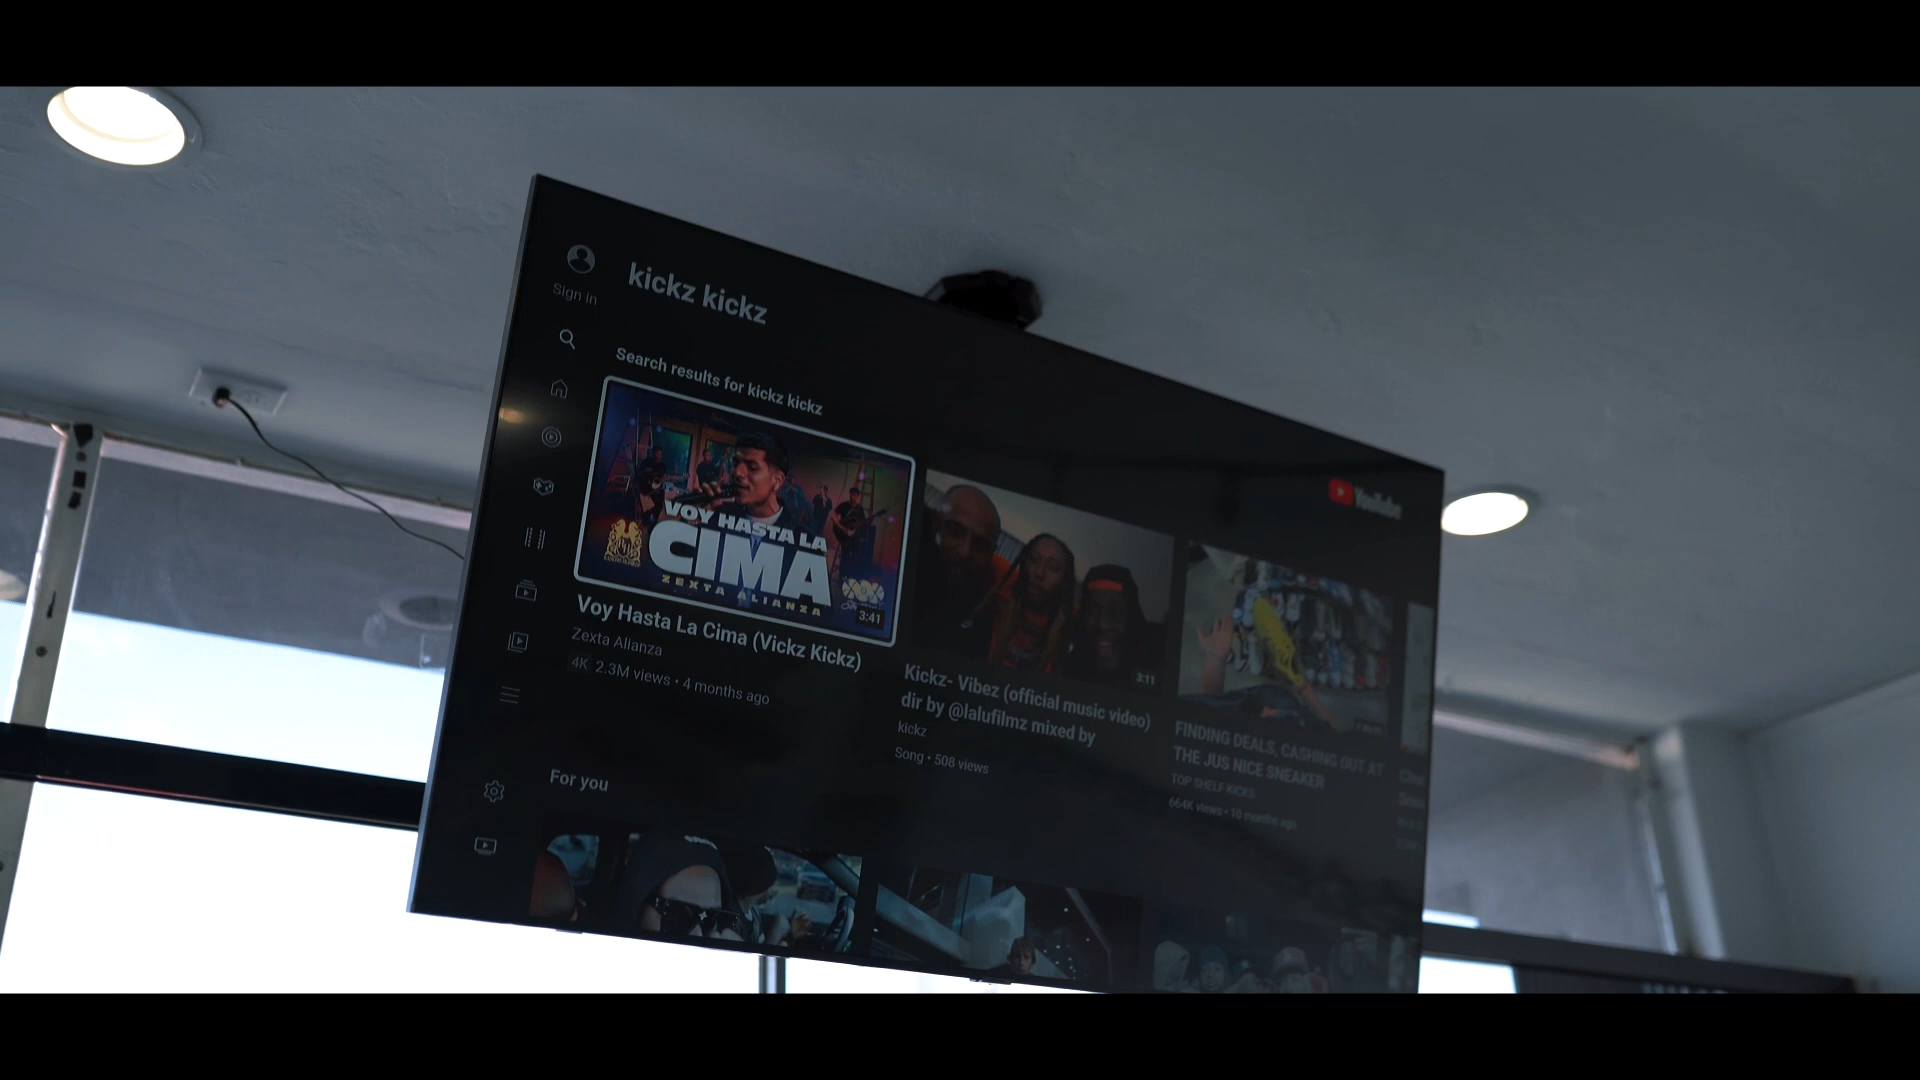 Sign in
kickz kickz
YouTube
Search results for kickz kickz
VOY HASTA LA
CIMA
ZEXTA ALIANZA
3:41
Voy Hasta La Cima (Vickz Kickz)
Zexta Alianza
4K 2.3M views • 4 months ago
3:11
Kickz- Vibez (official music video)
dir by @lalufilmz mixed by
kickz
Song • 508 views
FINDING DEALS, CASHING OUT AT
THE JUS NICE SNEAKER
TOP SHELF KICKS
664K views • 10 months ago
For you